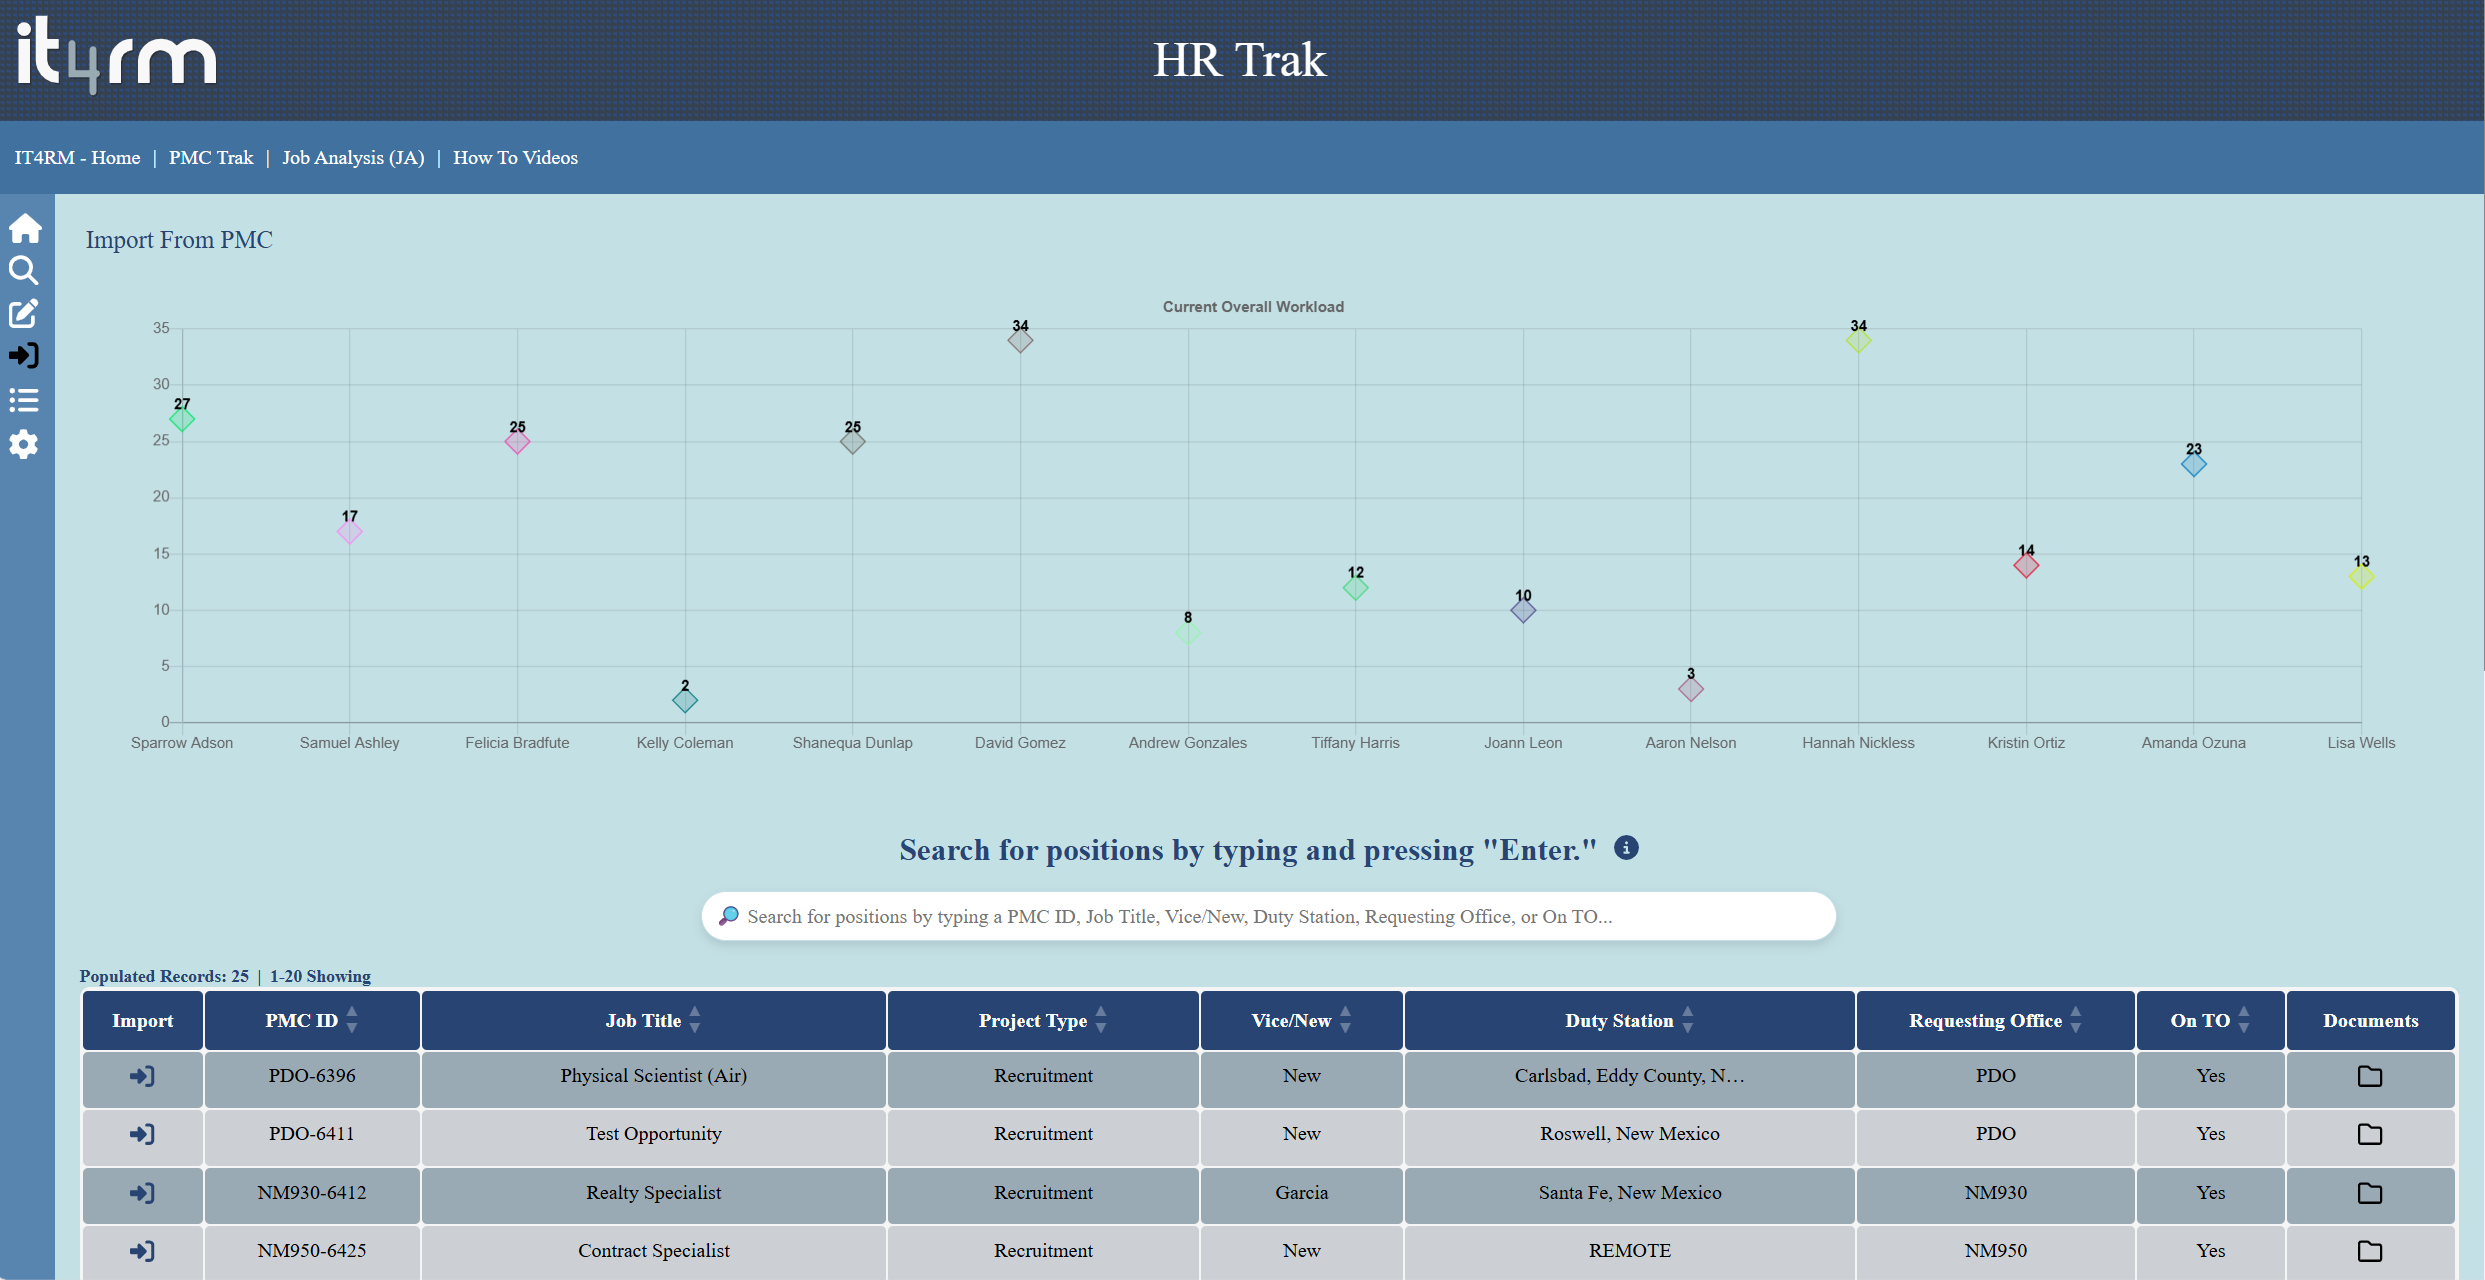 it4rm
HR Trak
IT4RM - Home | PMC Trak | Job Analysis (JA) | How To Videos
Import From PMC
Current Overall Workload
35
30
25
20
15
10
5
0
27
17
25
2
25
34
8
12
10
3
34
14
23
13
Sparrow Adson
Samuel Ashley
Felicia Bradfute
Kelly Coleman
Shanequa Dunlap
David Gomez
Andrew Gonzales
Tiffany Harris
Joann Leon
Aaron Nelson
Hannah Nickless
Kristin Ortiz
Amanda Ozuna
Lisa Wells
Search for positions by typing and pressing "Enter."
Search for positions by typing a PMC ID, Job Title, Vice/New, Duty Station, Requesting Office, or On TO...
Populated Records: 25 | 1-20 Showing
Import PMC ID Job Title Project Type Vice/New Duty Station Requesting Office On TO Documents
PDO-6396 Physical Scientist (Air) Recruitment New Carlsbad, Eddy County, N... PDO Yes
PDO-6411 Test Opportunity Recruitment New Roswell, New Mexico PDO Yes
NM930-6412 Realty Specialist Recruitment Garcia Santa Fe, New Mexico NM930 Yes
NM950-6425 Contract Specialist Recruitment New REMOTE NM950 Yes